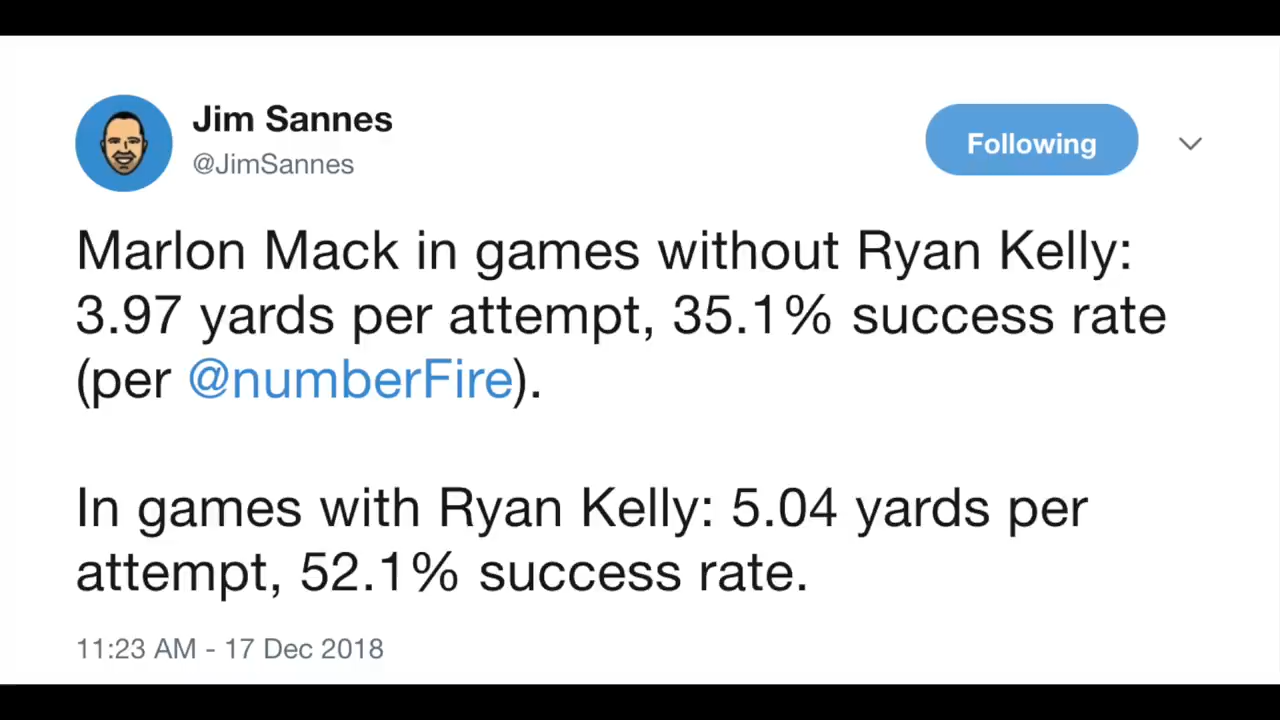 Jim Sannes
@JimSannes
Following
Marlon Mack in games without Ryan Kelly:
3.97 yards per attempt, 35.1% success rate
(per @numberFire).
In games with Ryan Kelly: 5.04 yards per
attempt, 52.1% success rate.
11:23 AM - 17 Dec 2018